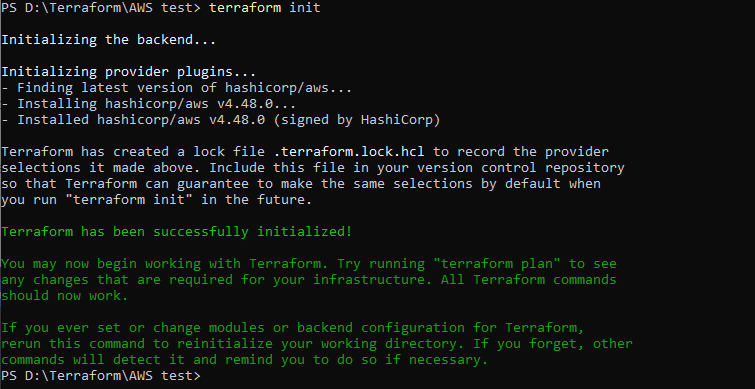 PS D:\Terraform\AWS test> terraform init
Initializing the backend...
Initializing provider plugins...
- Finding latest version of hashicorp/aws...
- Installing hashicorp/aws v4.48.0...
- Installed hashicorp/aws v4.48.0 (signed by HashiCorp)
Terraform has created a lock file .terraform.lock.hcl to record the provider
selections it made above. Include this file in your version control repository
so that Terraform can guarantee to make the same selections by default when
you run "terraform init" in the future.
Terraform has been successfully initialized!
You may now begin working with Terraform. Try running "terraform plan" to see
any changes that are required for your infrastructure. All Terraform commands
should now work.
If you ever set or change modules or backend configuration for Terraform,
rerun this command to reinitialize your working directory. If you forget, other
commands will detect it and remind you to do so if necessary.
PS D:\Terraform\AWS test>